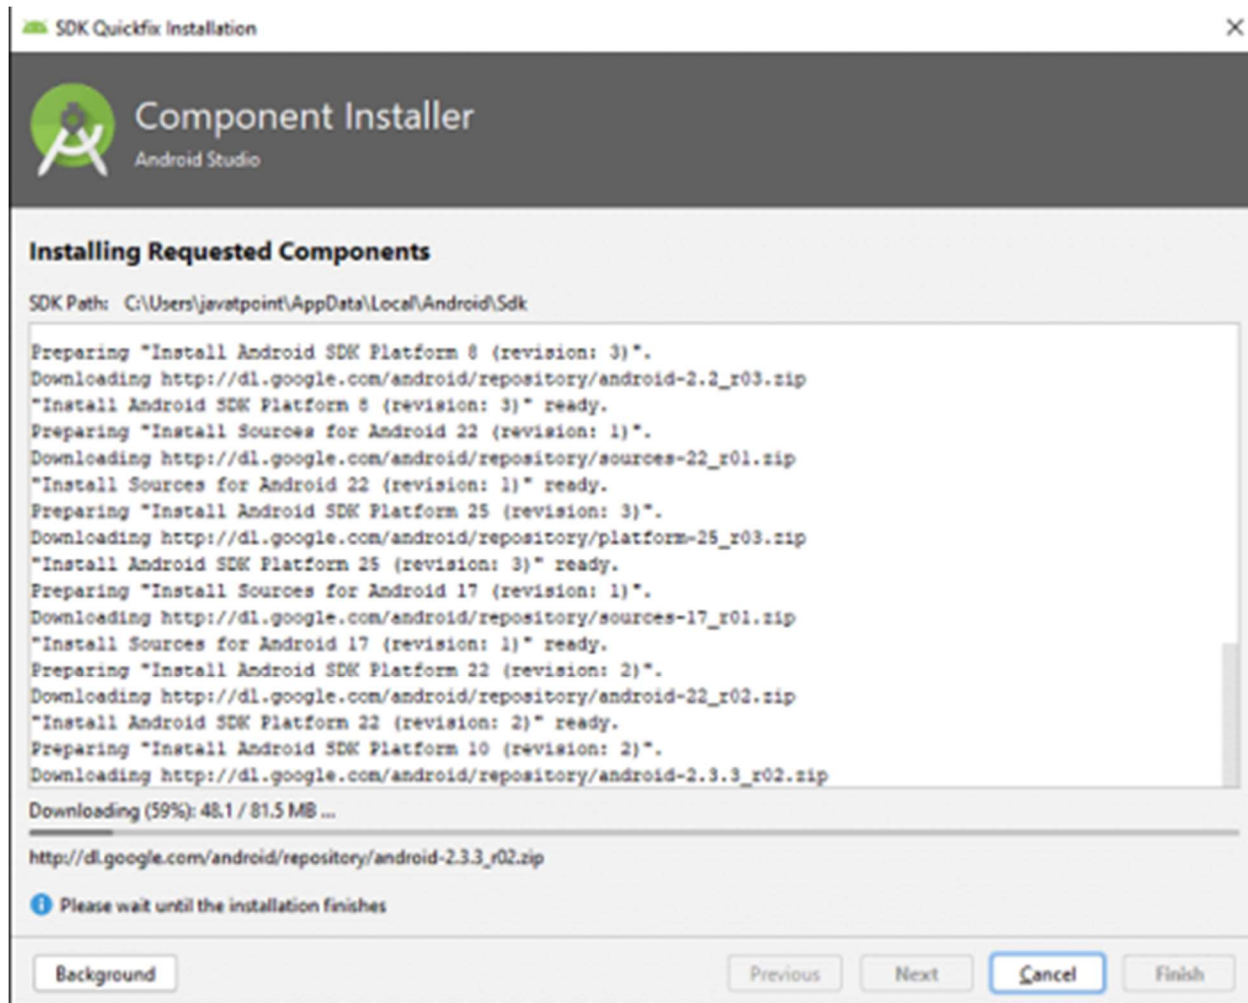 SDK Quickfix Installation
Component Installer
Android Studio
Installing Requested Components
SDK Path: C:\Users\javatpoint\AppData\Local\Android\Sdk
Preparing "Install Android SDK Platform 8 (revision: 3)".
Downloading http://dl.google.com/android/repository/android-2.2_r03.zip
"Install Android SDK Platform 8 (revision: 3)" ready.
Preparing "Install Sources for Android 22 (revision: 1)".
Downloading http://dl.google.com/android/repository/sources-22_r01.zip
"Install Sources for Android 22 (revision: 1)" ready.
Preparing "Install Android SDK Platform 25 (revision: 3)".
Downloading http://dl.google.com/android/repository/platform-25_r03.zip
"Install Android SDK Platform 25 (revision: 3)" ready.
Preparing "Install Sources for Android 17 (revision: 1)".
Downloading http://dl.google.com/android/repository/sources-17_r01.zip
"Install Sources for Android 17 (revision: 1)" ready.
Preparing "Install Android SDK Platform 22 (revision: 2)".
Downloading http://dl.google.com/android/repository/android-22_r02.zip
"Install Android SDK Platform 22 (revision: 2)" ready.
Preparing "Install Android SDK Platform 10 (revision: 2)".
Downloading http://dl.google.com/android/repository/android-2.3.3_r02.zip
Downloading (59%): 48.1 / 81.5 MB ...
http://dl.google.com/android/repository/android-2.3.3_r02.zip
Please wait until the installation finishes
Background Previous Next Cancel Finish